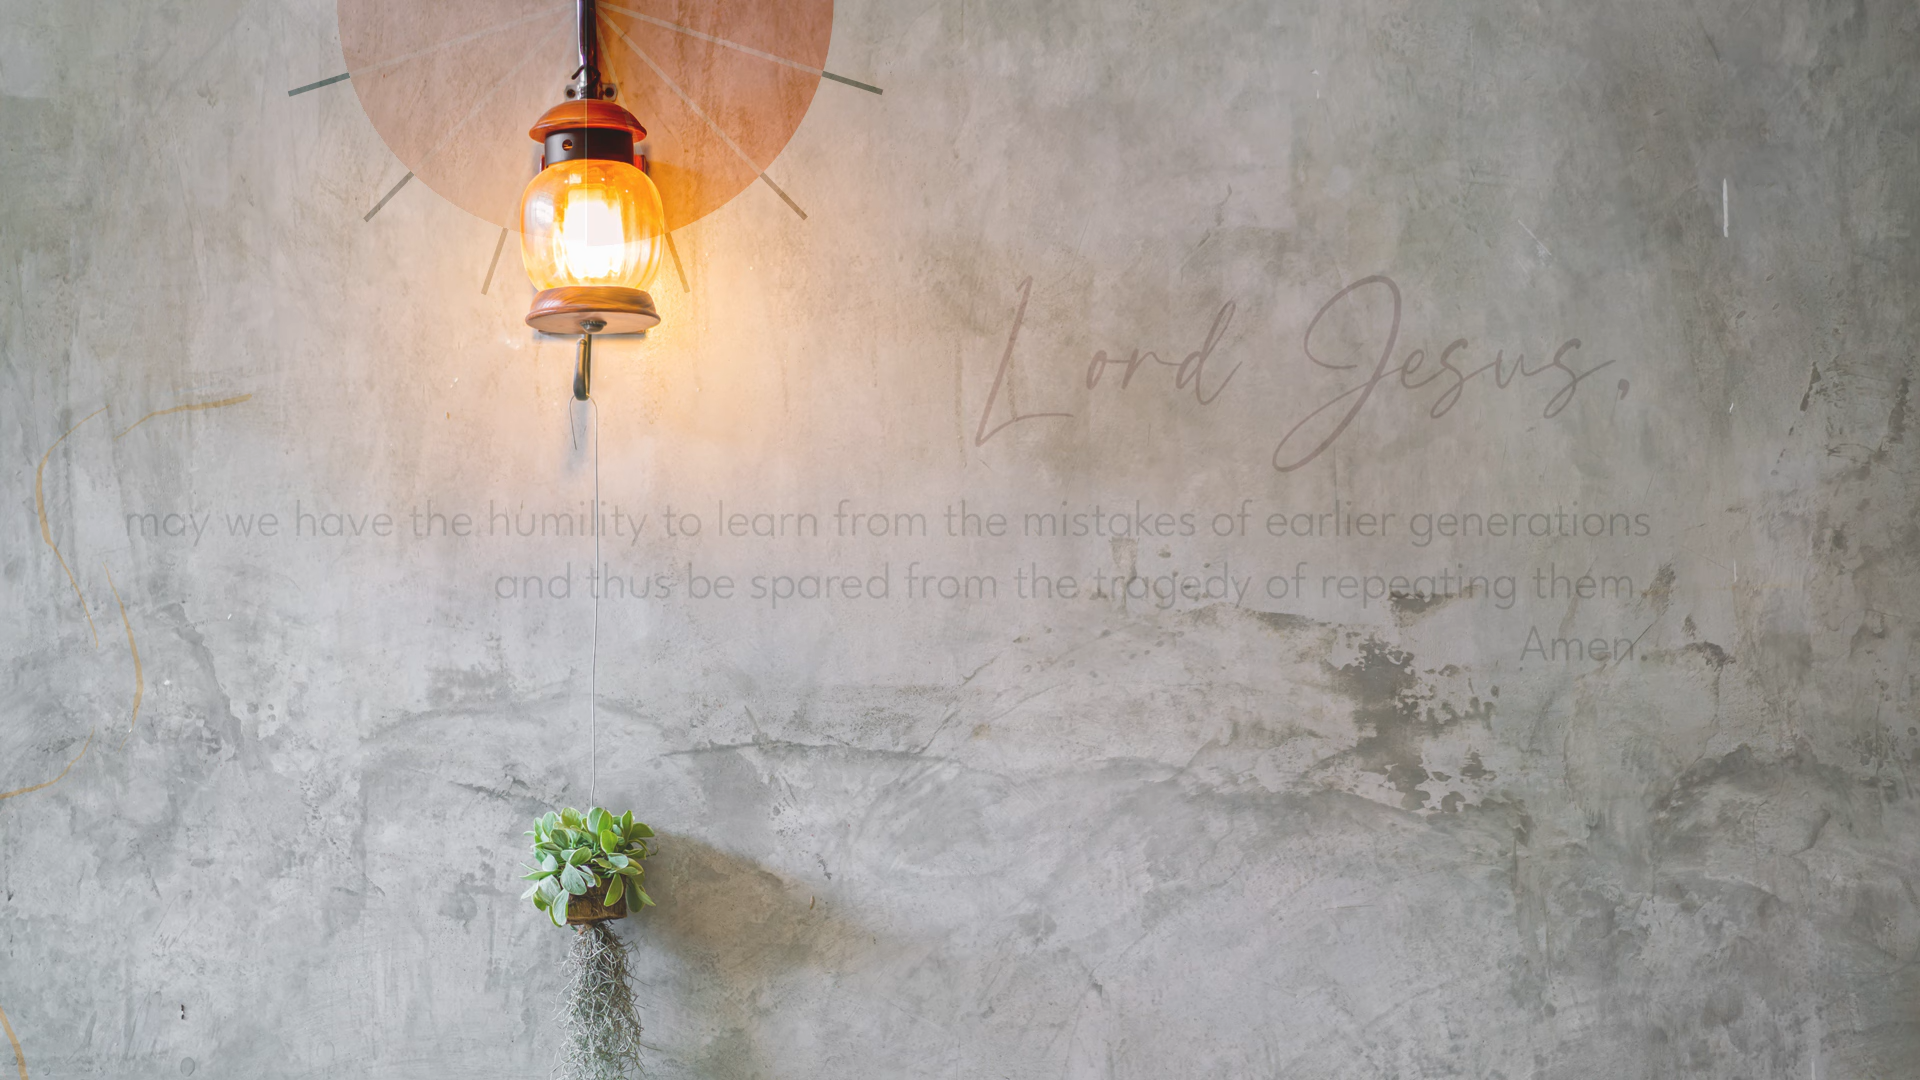 Lord Jesus,
may we have the humility to learn from the mistakes of earlier generations
and thus be spared from the tragedy of repeating them.
Amen.